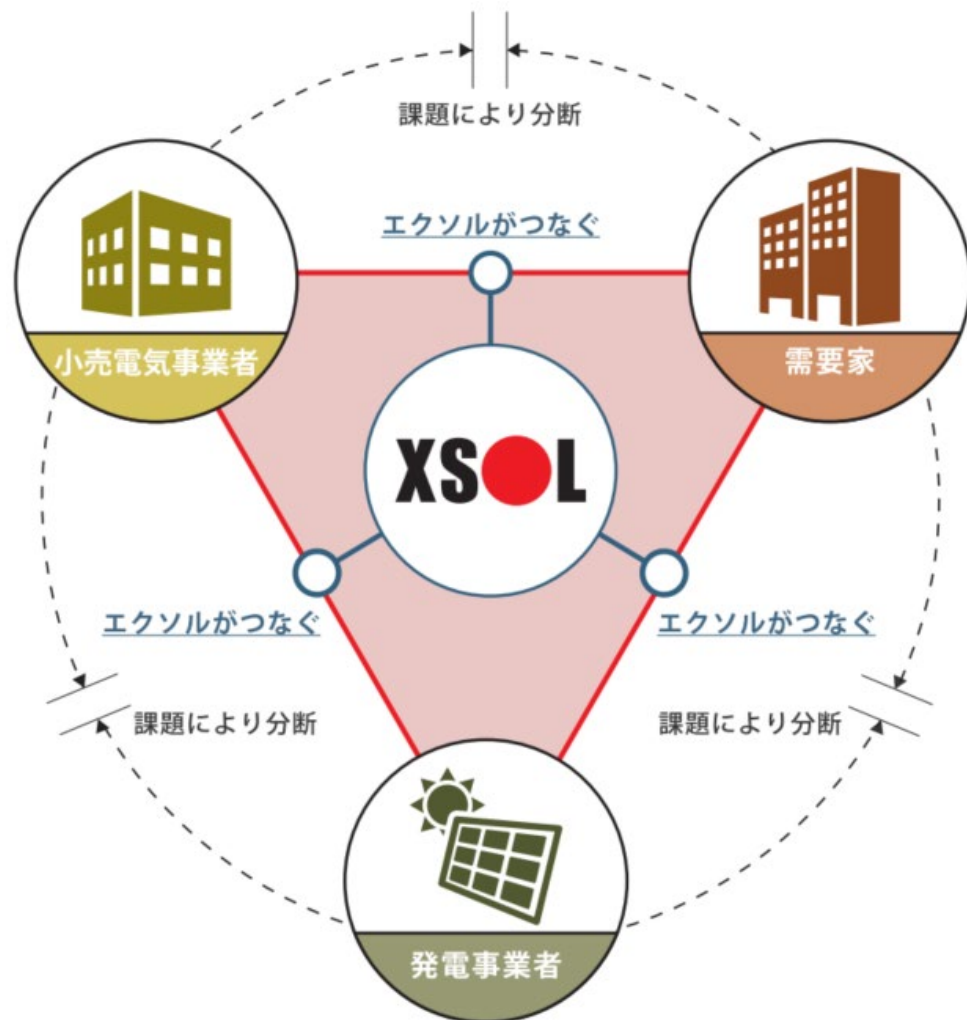 課題により分断
エクソルがつなぐ
小売電気事業者
需要家
XSOL
エクソルがつなぐ
エクソルがつなぐ
課題により分断
課題により分断
発電事業者